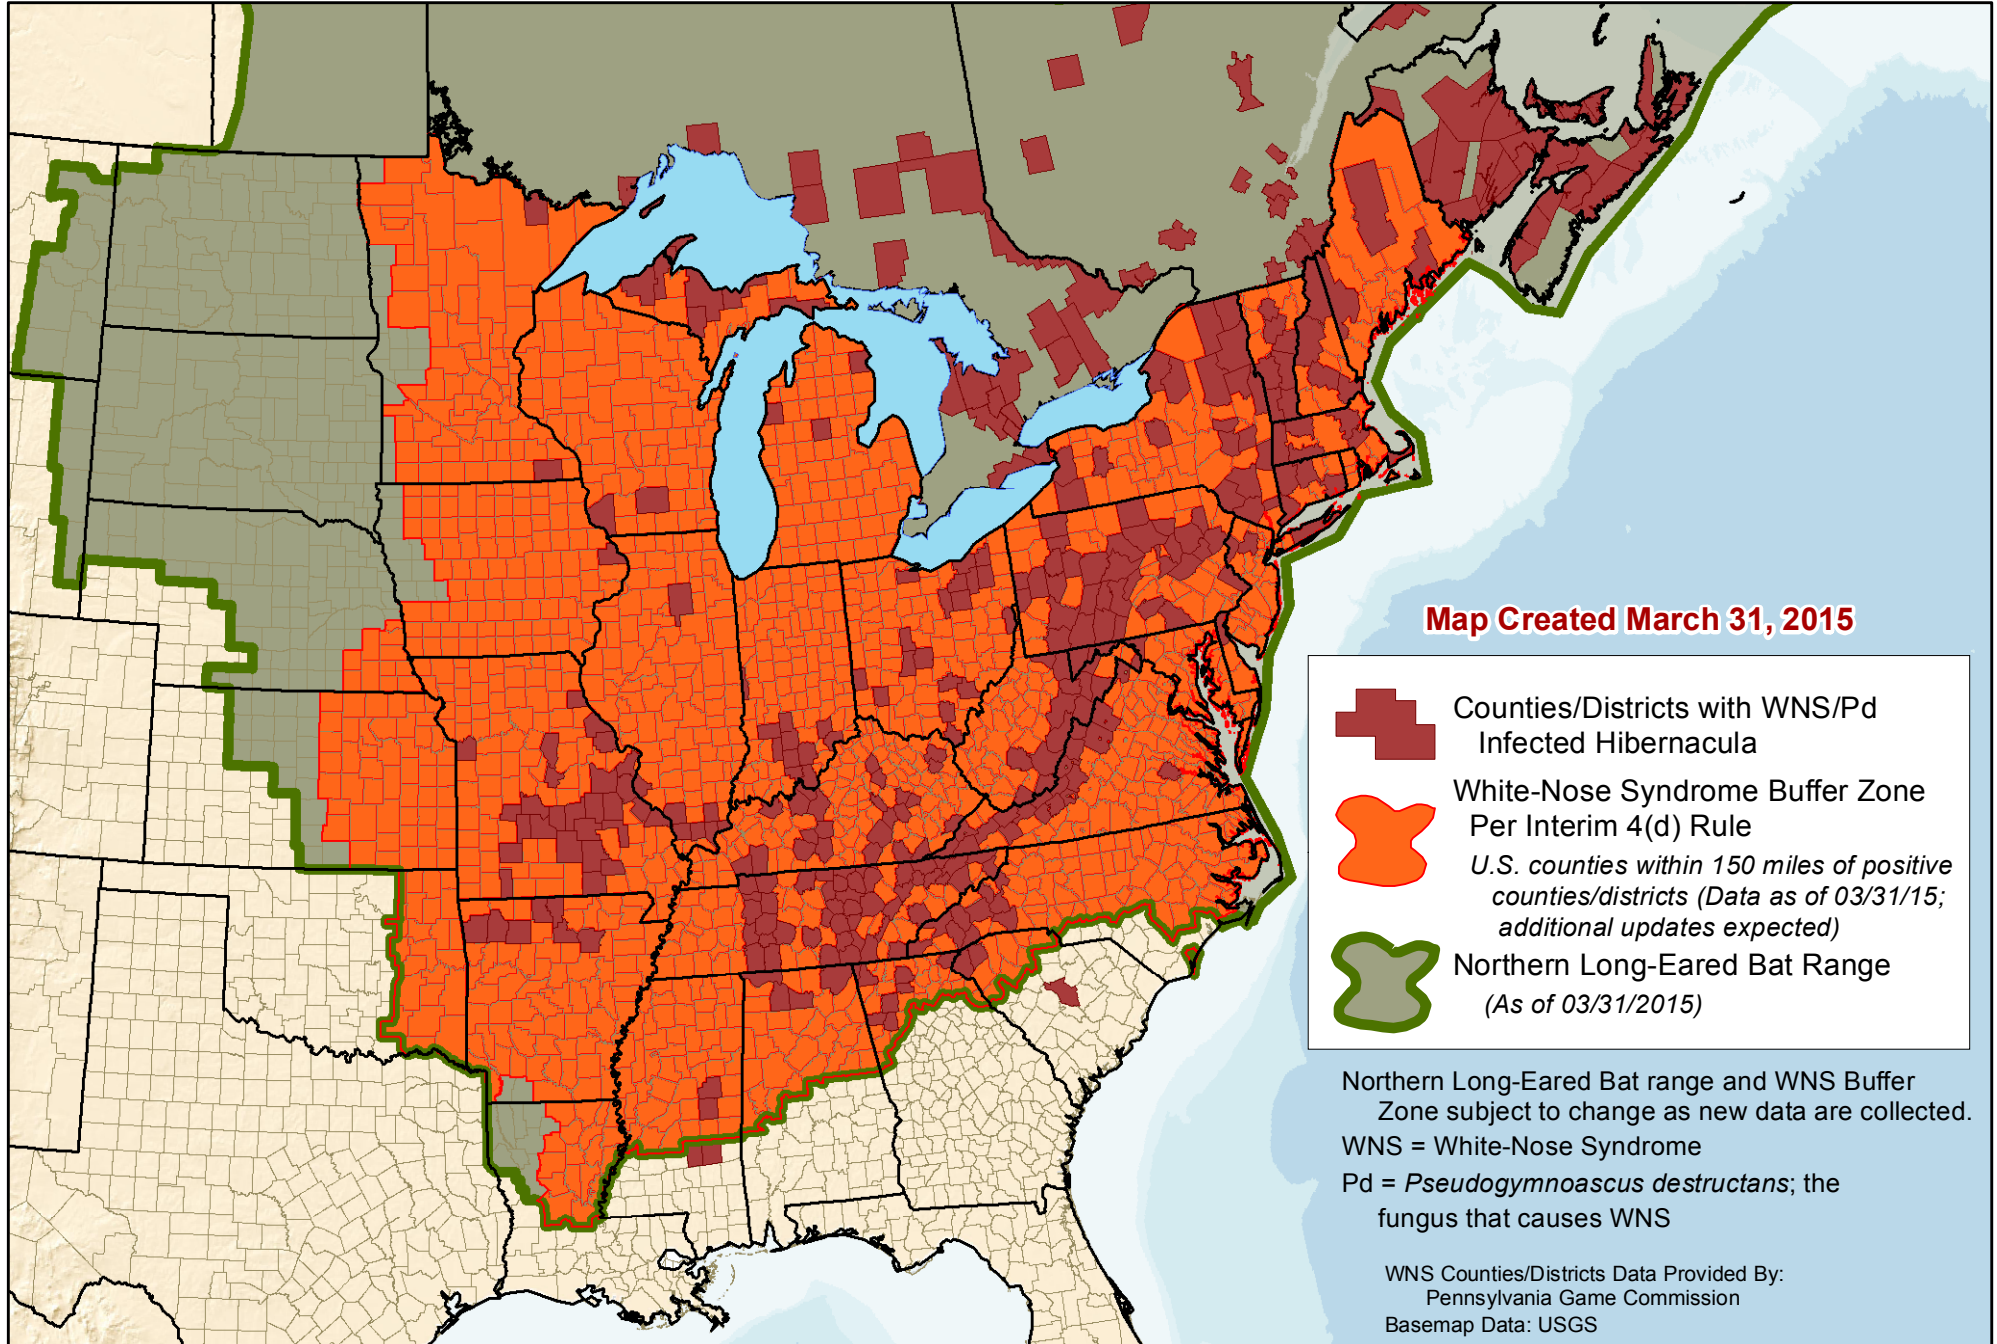 Map Created March 31, 2015
Counties/Districts with WNS/Pd
Infected Hibernacula
White-Nose Syndrome Buffer Zone
Per Interim 4(d) Rule
U.S. counties within 150 miles of positive
counties/districts (Data as of 03/31/15;
additional updates expected)
Northern Long-Eared Bat Range
(As of 03/31/2015)
Northern Long-Eared Bat range and WNS Buffer
Zone subject to change as new data are collected.
WNS = White-Nose Syndrome
Pd = Pseudogymnoascus destructans; the
fungus that causes WNS
WNS Counties/Districts Data Provided By:
Pennsylvania Game Commission
Basemap Data: USGS